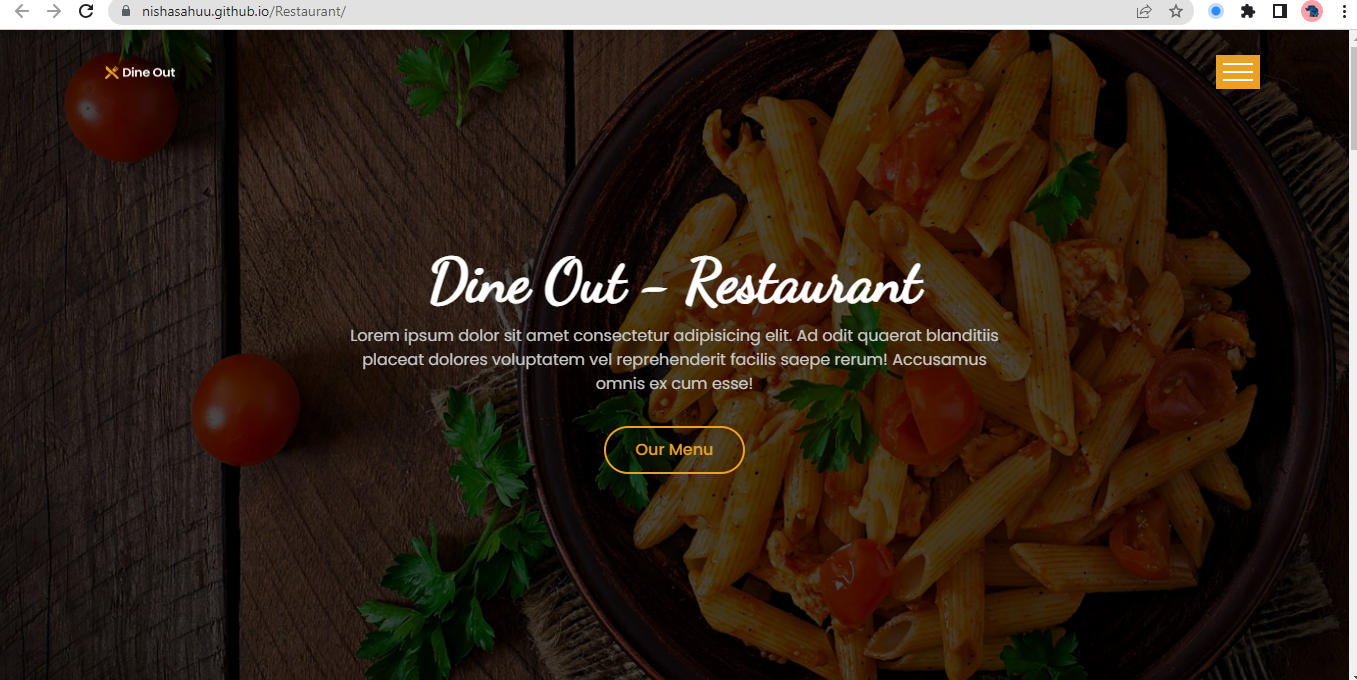 nishasahuu.github.io/Restaurant/
Dine Out
Dine Out - Restaurant
Lorem ipsum dolor sit amet consectetur adipisicing elit. Ad odit quaerat blanditiis
placeat dolores voluptatem vel reprehenderit facilis saepe rerum! Accusamus
omnis ex cum esse!
Our Menu